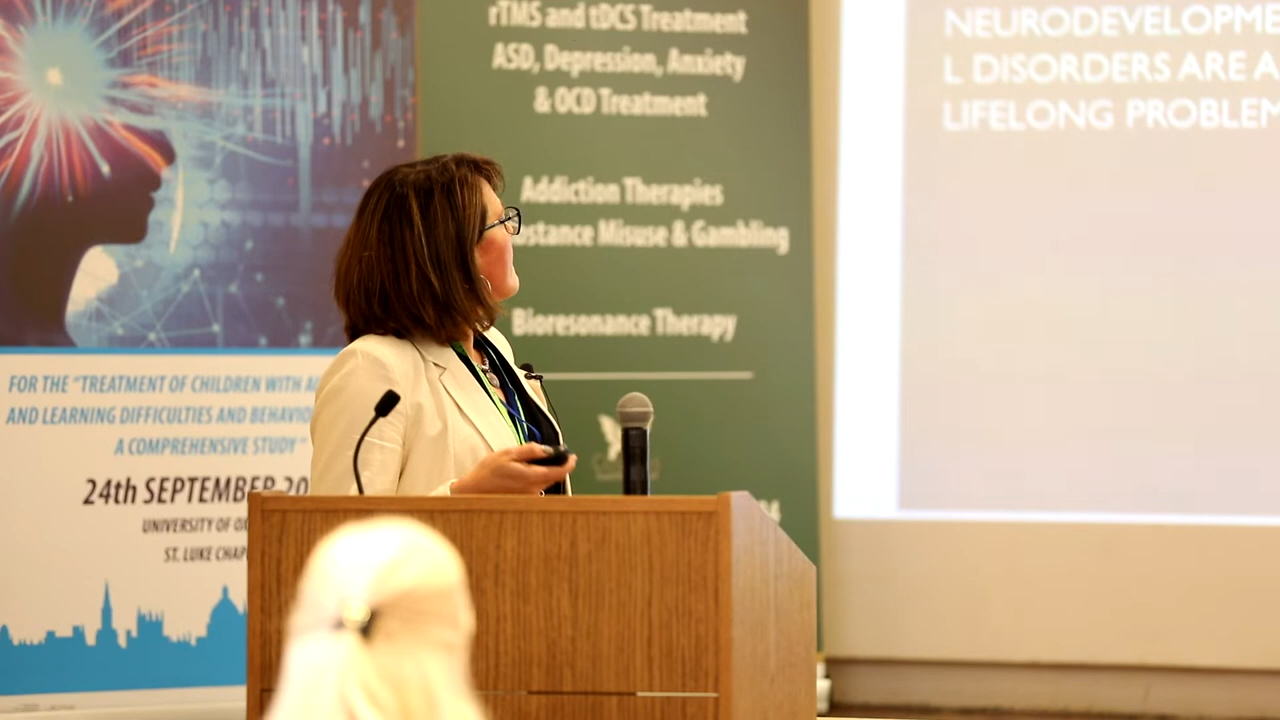 rTMS and tDCS Treatment
ASD, Depression, Anxiety
& OCD Treatment
Addiction Therapies
Misuse & Gambling
Bioresonance Therapy
NEURODEVELOPME
L DISORDERS ARE A
LIFELONG PROBLEM
FOR THE "TREATMENT OF CHILDREN WITH
AND LEARNING DIFFICULTIES AND BEHAVIO
A COMPREHENSIVE STUDY"
24th SEPTEMBER 20
UNIVERSITY OF
ST. LUKE CHAP